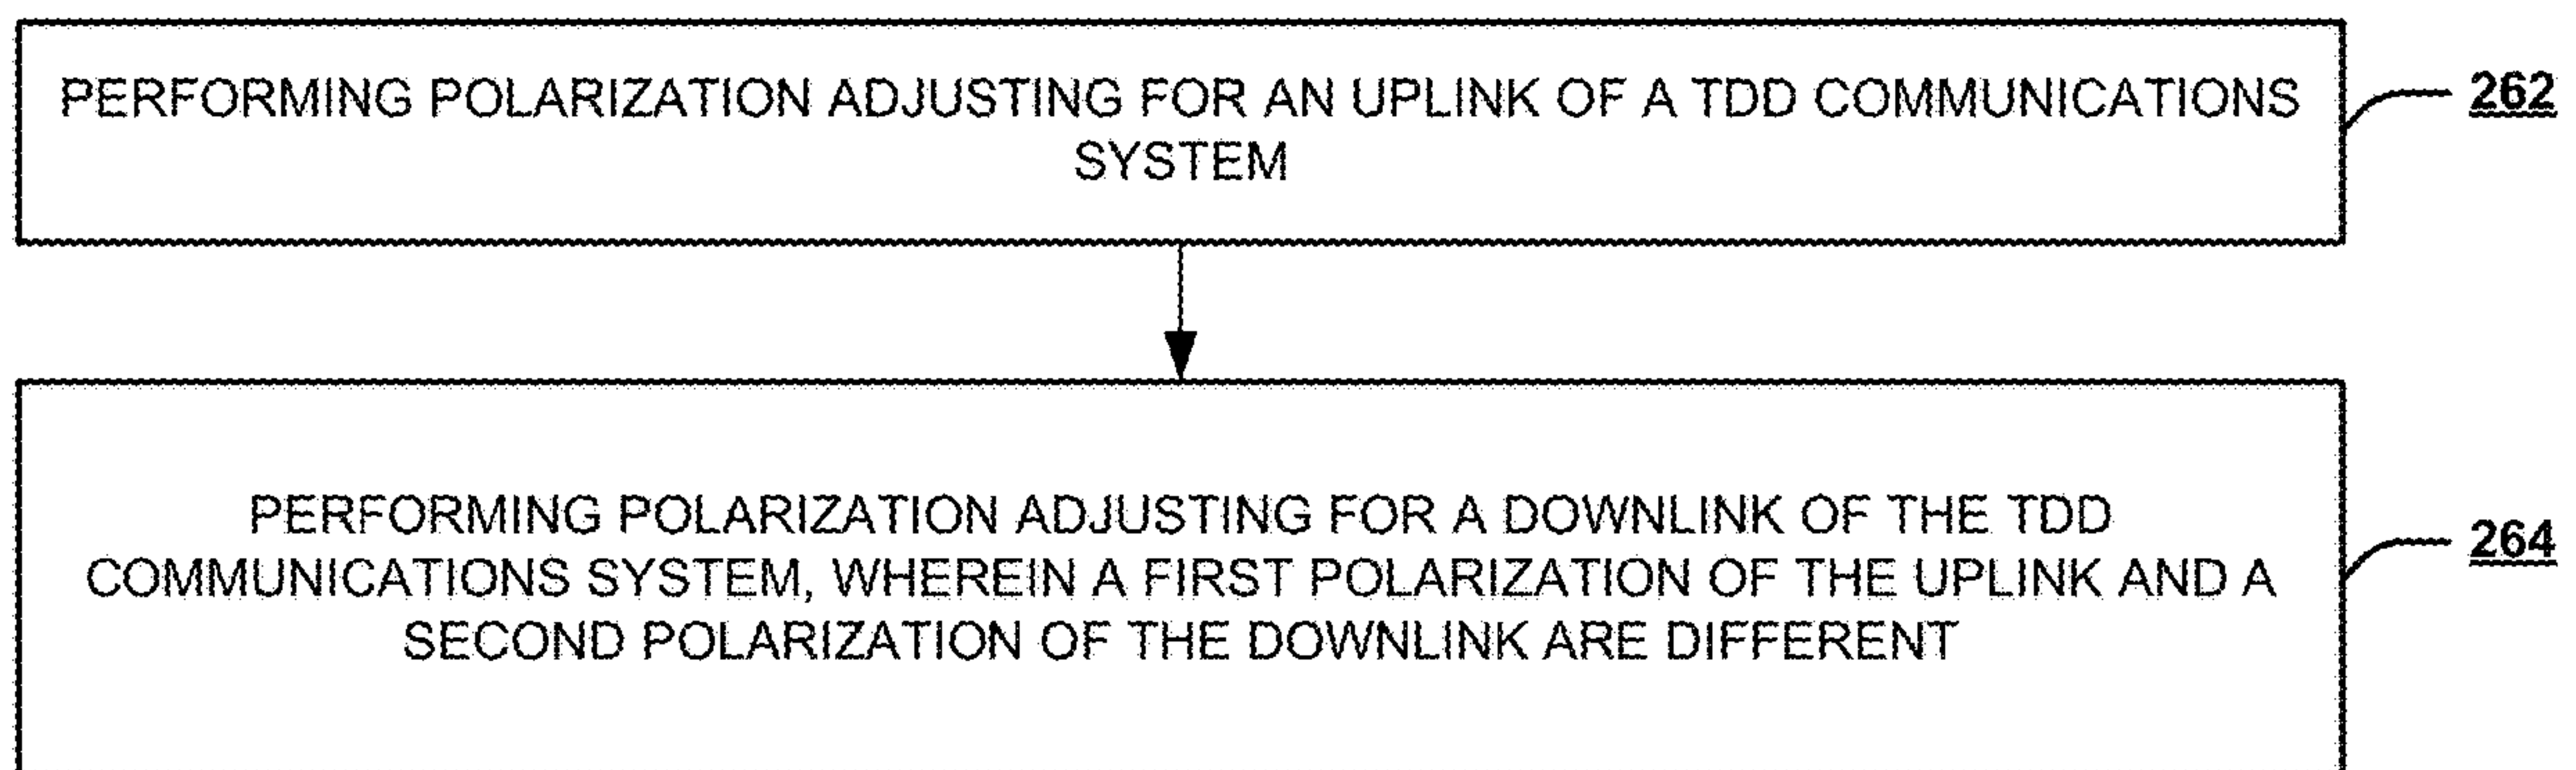 PERFORMING POLARIZATION ADJUSTING FOR AN UPLINK OF A TDD COMMUNICATIONS
SYSTEM
262
PERFORMING POLARIZATION ADJUSTING FOR A DOWNLINK OF THE TDD
COMMUNICATIONS SYSTEM, WHEREIN A FIRST POLARIZATION OF THE UPLINK AND A
SECOND POLARIZATION OF THE DOWNLINK ARE DIFFERENT
264